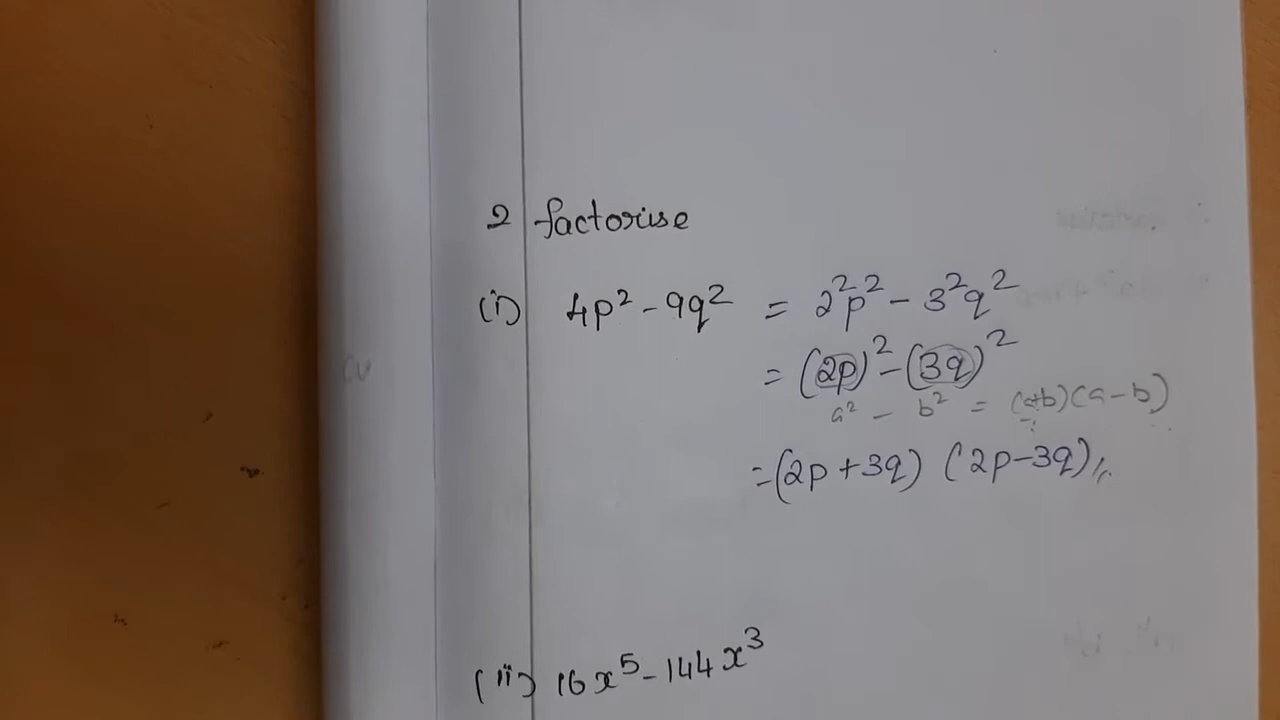 2 factorise
(i) 4p² - 9q² = 2²p² - 3²q²
= (2p)² - (3q)²
a² - b² = (a+b)(a-b)
= (2p+3q) (2p-3q)//
(ii) 16x⁵ - 144x³